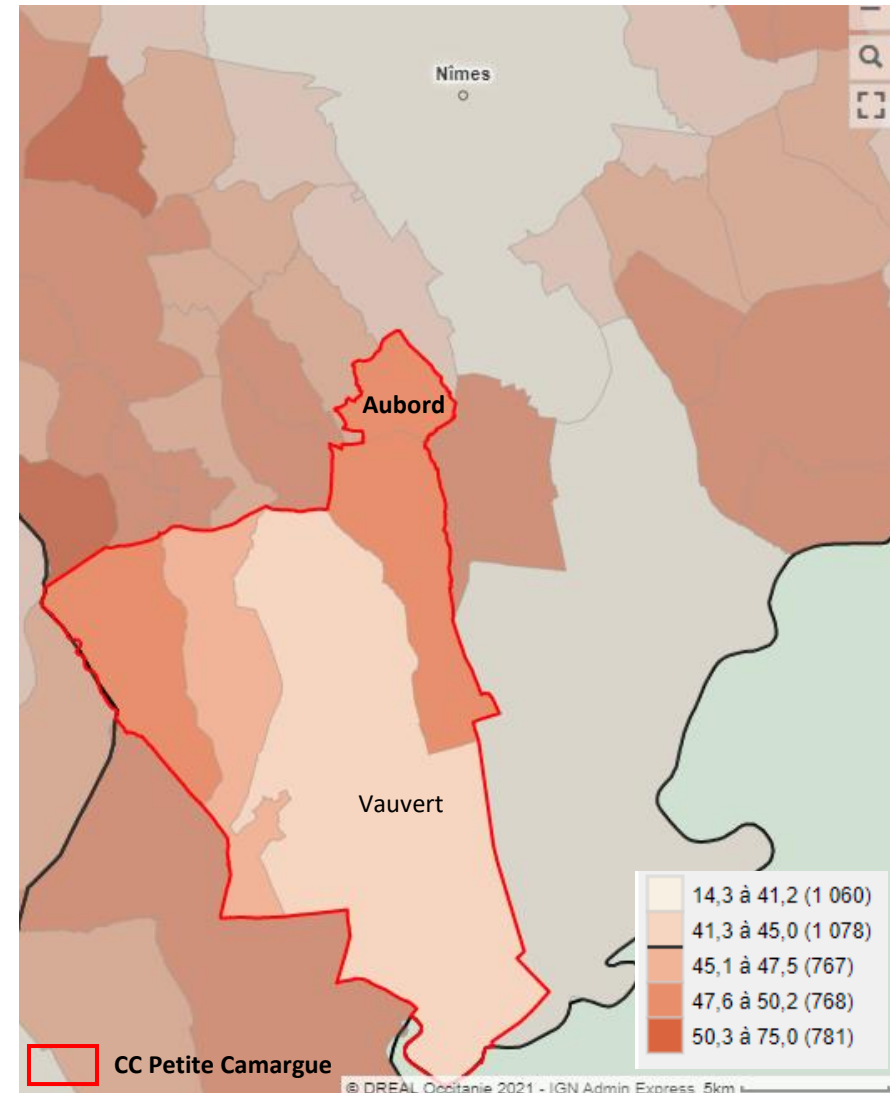 Nîmes
Aubord
Vauvert
14,3 à 41,2 (1 060)
41,3 à 45,0 (1 078)
45,1 à 47,5 (767)
47,6 à 50,2 (768)
50,3 à 75,0 (781)
CC Petite Camargue
© DREAL Occitanie 2021 - IGN Admin Express 5km